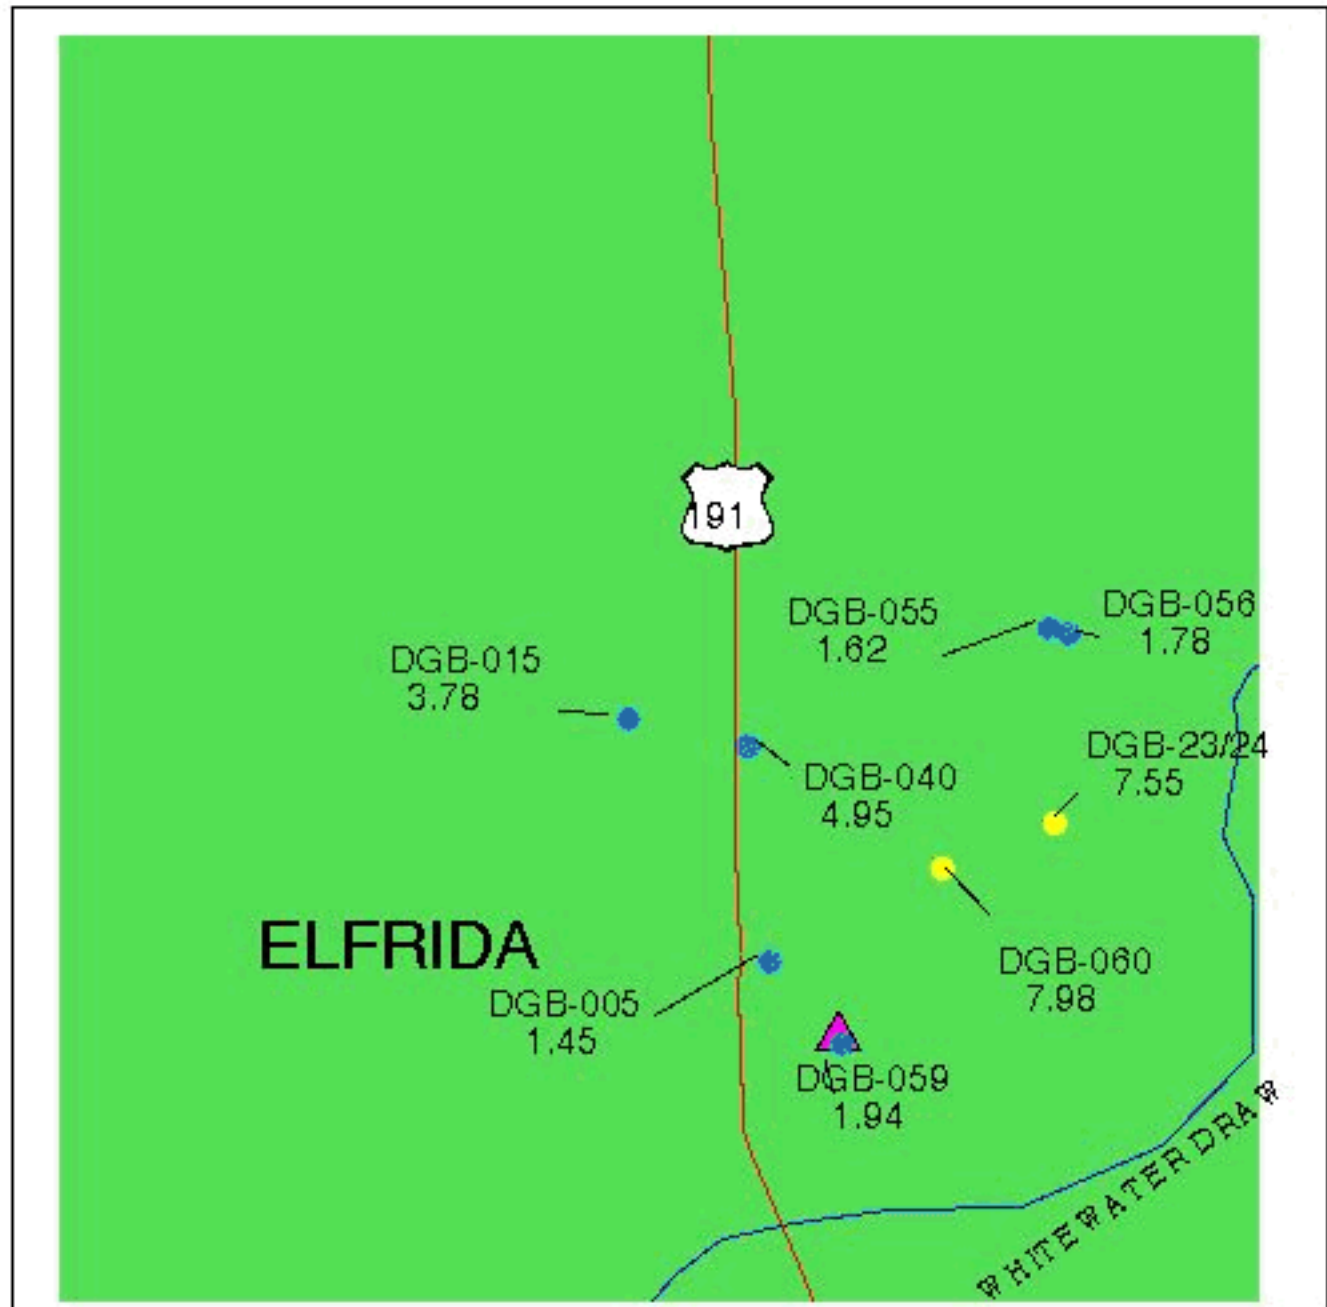 191
DGB-055
1.62
DGB-056
1.78
DGB-015
3.78
DGB-23/24
7.55
DGB-040
4.95
ELFRIDA
DGB-060
7.98
DGB-005
1.45
DGB-059
1.94
WHITEWATER DRAW